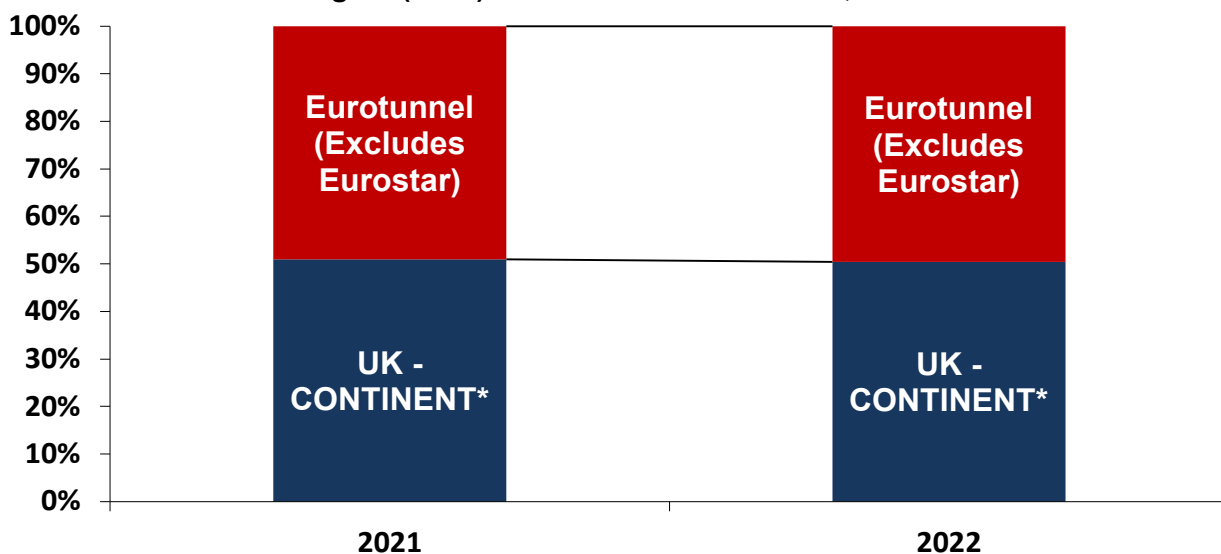 100%
90%
80%
70%
60%
50%
40%
30%
20%
10%
0%
Eurotunnel
(Excludes
Eurostar)
UK -
CONTINENT*
Eurotunnel
(Excludes
Eurostar)
UK -
CONTINENT*
2021
2022